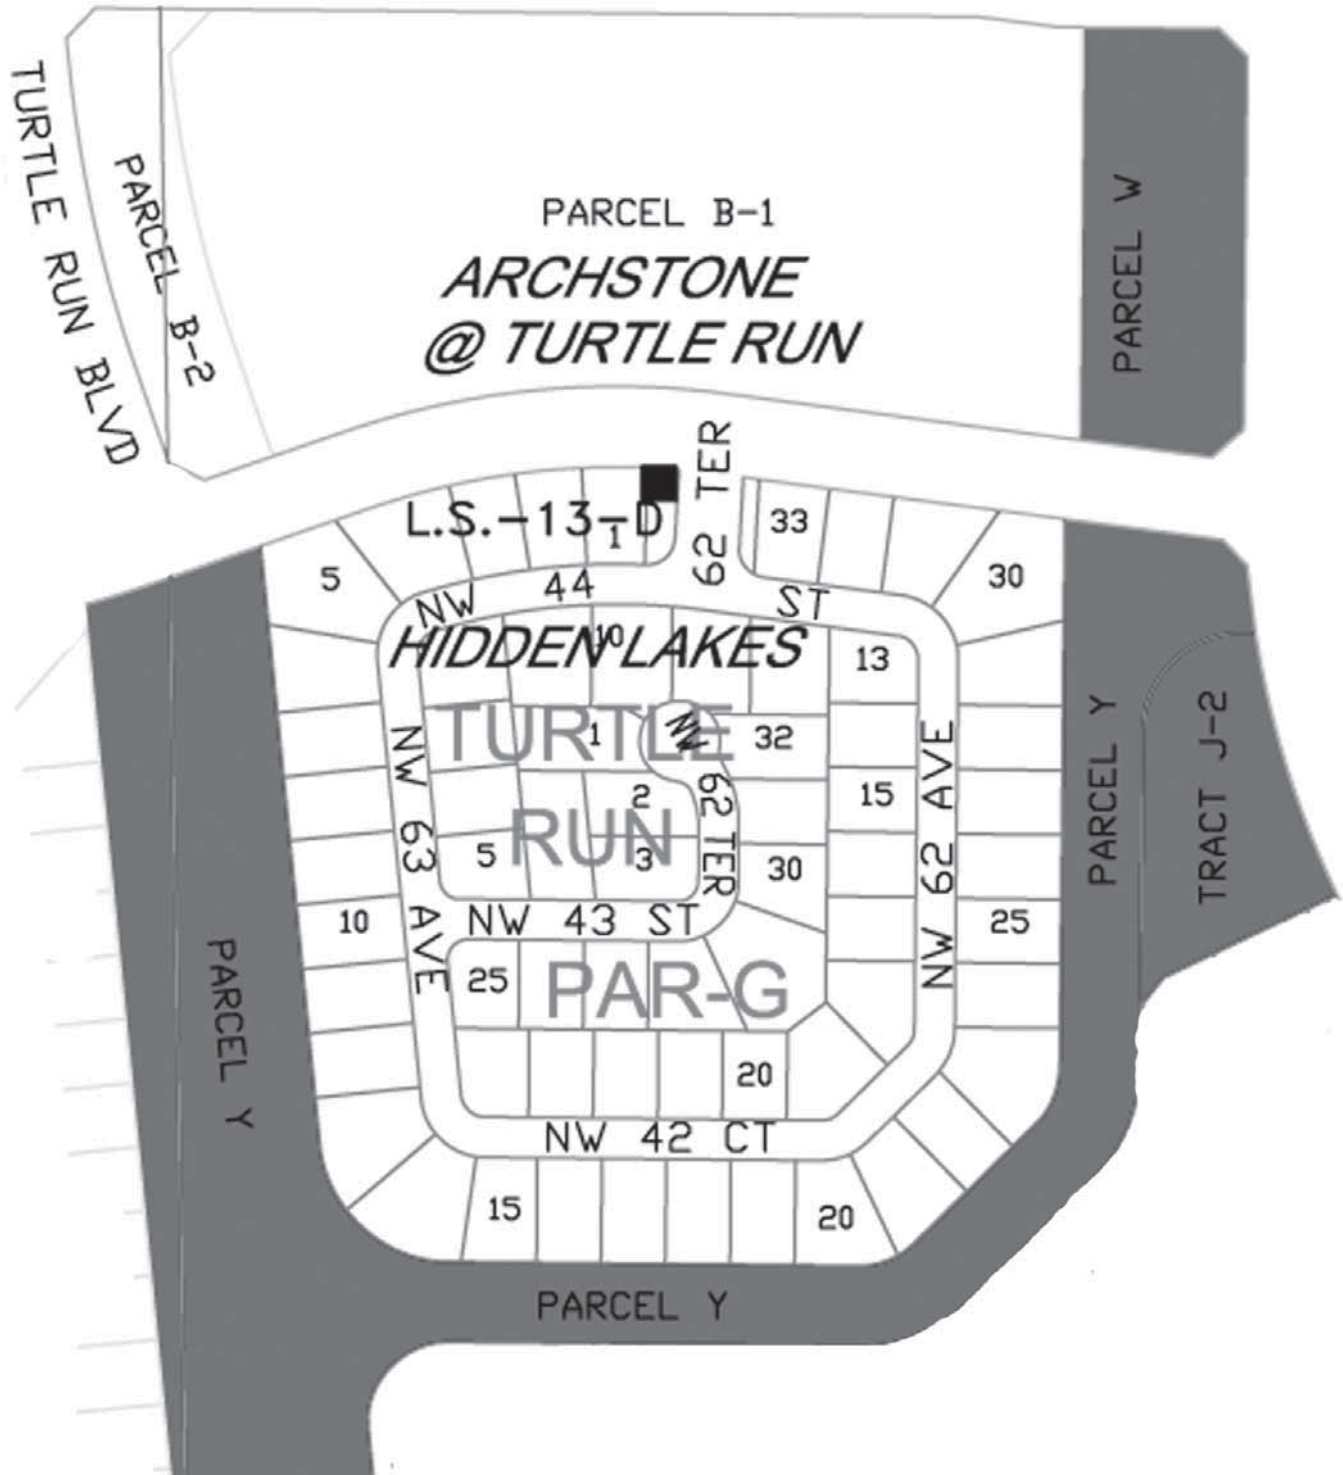 TURTLE RUN BLVD
PARCEL B-2
PARCEL B-1
ARCHSTONE
@ TURTLE RUN
PARCEL W
62 TER
L.S.-13-D
1
33
5
30
NW 44 ST
10
HIDDEN LAKES
13
TURTLE
1
NW 62 TER
32
NW 63 AVE
NW 62 AVE
2
15
RUN
5
3
30
10
NW 43 ST
25
25
PAR-G
20
NW 42 CT
15
20
PARCEL Y
PARCEL Y
PARCEL Y
TRACT J-2